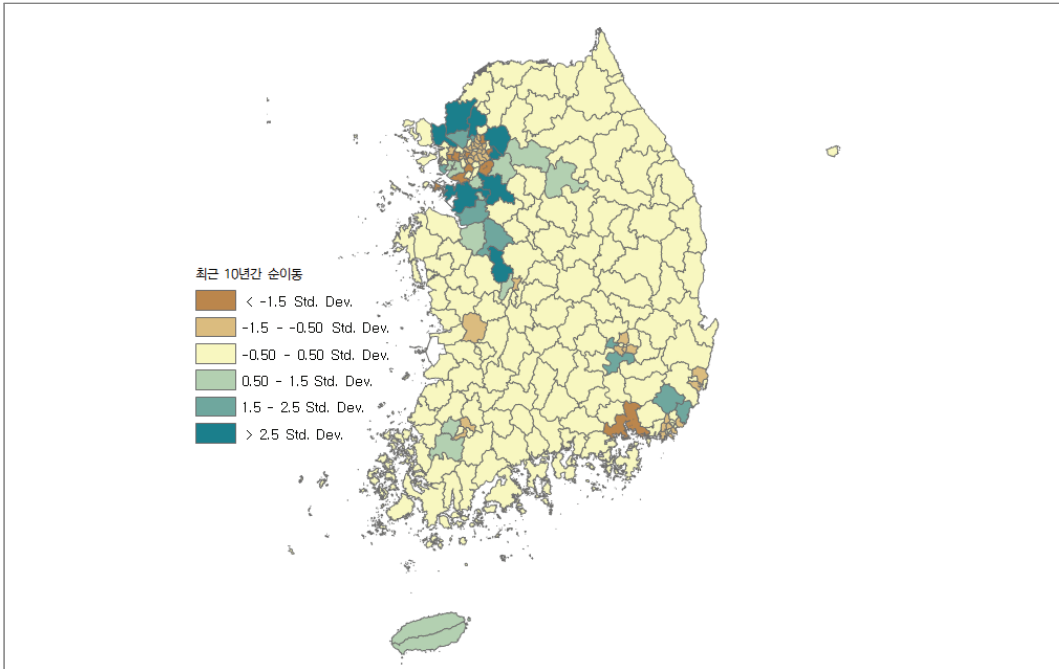 최근 10년간 순이동
< -1.5 Std. Dev.
-1.5 - -0.50 Std. Dev.
-0.50 - 0.50 Std. Dev.
0.50 - 1.5 Std. Dev.
1.5 - 2.5 Std. Dev.
> 2.5 Std. Dev.